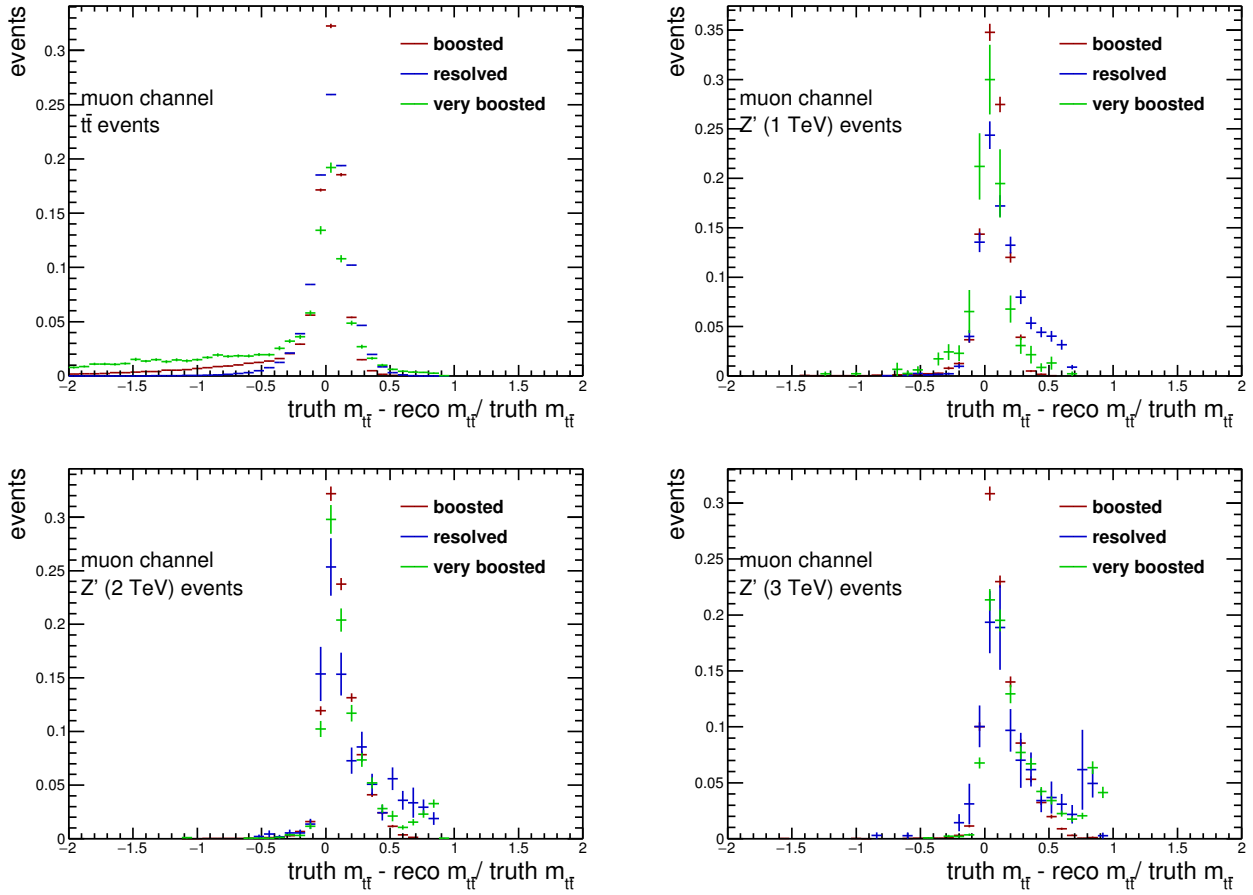 events
0.3
0.25
0.2
0.15
0.1
0.05
0
boosted
resolved
very boosted
muon channel
tt̄ events
−2 −1.5 −1 −0.5 0 0.5 1 1.5 2
truth m_tt̄ - reco m_tt̄/ truth m_tt̄
events
0.35
0.3
0.25
0.2
0.15
0.1
0.05
0
boosted
resolved
very boosted
muon channel
Z' (1 TeV) events
−2 −1.5 −1 −0.5 0 0.5 1 1.5 2
truth m_tt̄ - reco m_tt̄/ truth m_tt̄
events
0.3
0.25
0.2
0.15
0.1
0.05
0
boosted
resolved
very boosted
muon channel
Z' (2 TeV) events
−2 −1.5 −1 −0.5 0 0.5 1 1.5 2
truth m_tt̄ - reco m_tt̄/ truth m_tt̄
events
0.3
0.25
0.2
0.15
0.1
0.05
0
boosted
resolved
very boosted
muon channel
Z' (3 TeV) events
−2 −1.5 −1 −0.5 0 0.5 1 1.5 2
truth m_tt̄ - reco m_tt̄/ truth m_tt̄